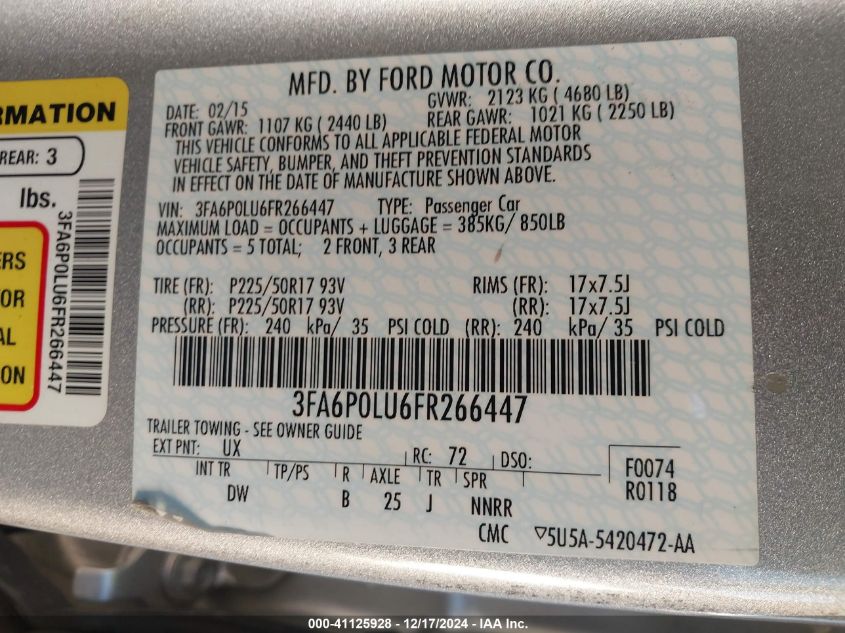 MFD. BY FORD MOTOR CO.
DATE: 02/15 GVWR: 2123 KG ( 4680 LB)
FRONT GAWR: 1107 KG ( 2440 LB) REAR GAWR: 1021 KG ( 2250 LB)
THIS VEHICLE CONFORMS TO ALL APPLICABLE FEDERAL MOTOR
VEHICLE SAFETY, BUMPER, AND THEFT PREVENTION STANDARDS
IN EFFECT ON THE DATE OF MANUFACTURE SHOWN ABOVE.
VIN: 3FA6P0LU6FR266447 TYPE: Passenger Car
MAXIMUM LOAD = OCCUPANTS + LUGGAGE = 385KG/ 850LB
OCCUPANTS = 5 TOTAL; 2 FRONT, 3 REAR
TIRE (FR): P225/50R17 93V RIMS (FR): 17x7.5J
(RR): P225/50R17 93V (RR): 17x7.5J
PRESSURE (FR): 240 kPa/ 35 PSI COLD (RR): 240 kPa/ 35 PSI COLD
3FA6P0LU6FR266447
TRAILER TOWING - SEE OWNER GUIDE
EXT PNT: UX RC: 72 DSO:
INT TR TP/PS R AXLE TR SPR
DW B 25 J NNRR
F0074
R0118
CMC ▽5U5A-5420472-AA
RMATION
REAR: 3
lbs.
3FA6P0LU6FR266447
ERS
OR
AL
ON
000-41125928 - 12/17/2024 - IAA Inc.